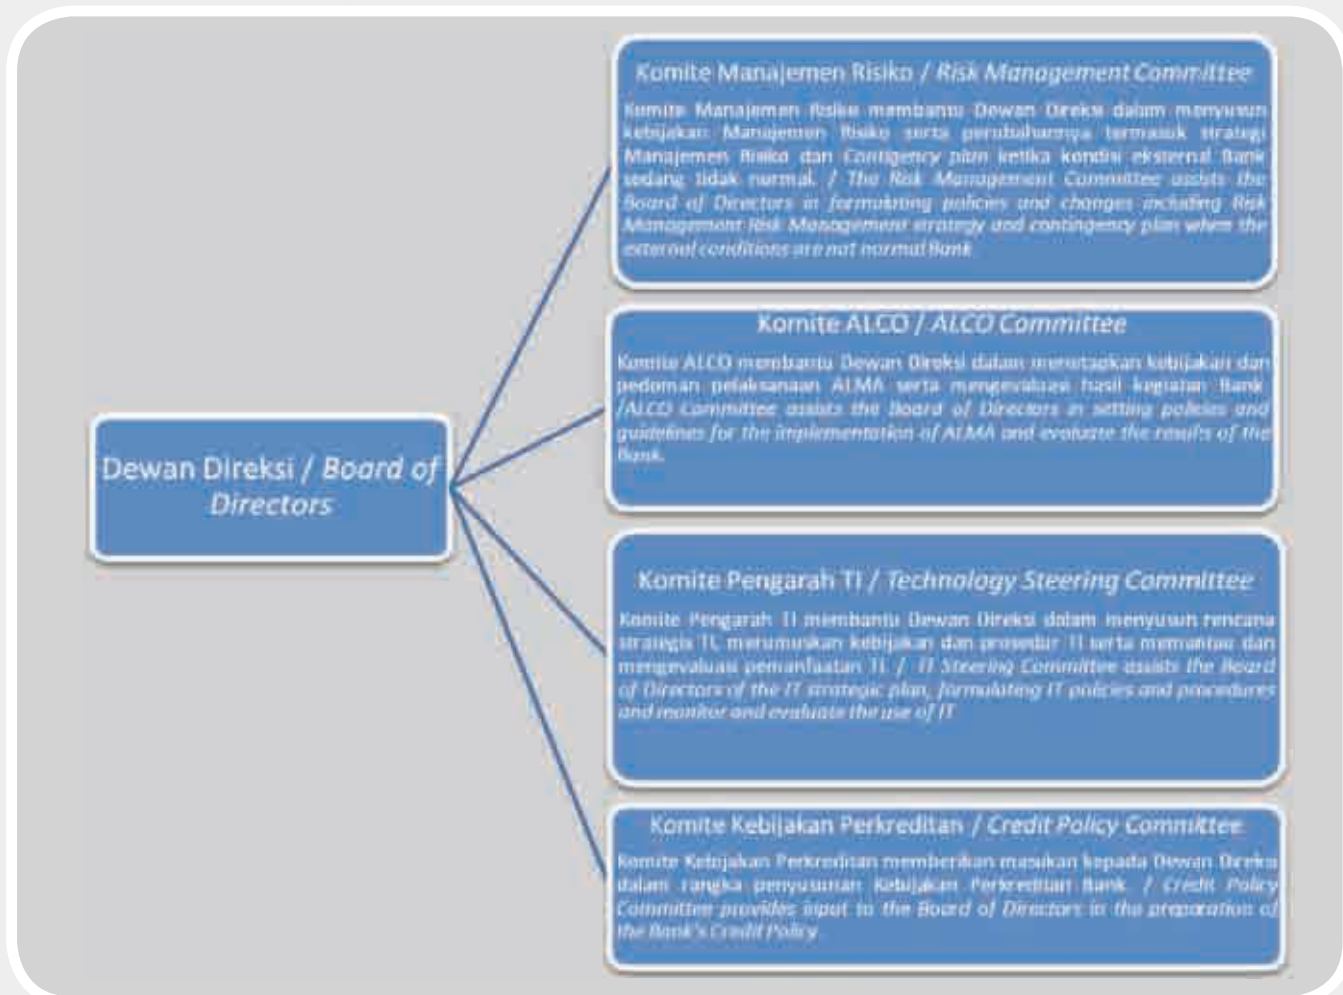 Dewan Direksi / Board of
Directors
Komite Manajemen Risiko / Risk Management Committee
Komite Manajemen Risiko membantu Dewan Direksi dalam menyusun
kebijakan Manajemen Risiko serta perubahannya termasuk strategi
Manajemen Risiko dan Contigency plan ketika kondisi eksternal Bank
sedang tidak normal. / The Risk Management Committee assists the
Board of Directors in formulating policies and changes including Risk
Management Risk Management strategy and contingency plan when the
external conditions are not normal Bank
Komite ALCO / ALCO Committee
Komite ALCO membantu Dewan Direksi dalam menetapkan kebijakan dan
pedoman pelaksanaan ALMA serta mengevaluasi hasil kegiatan Bank
/ALCO Committee assists the Board of Directors in setting policies and
guidelines for the implementation of ALMA and evaluate the results of the
Bank.
Komite Pengarah TI / Technology Steering Committee
Komite Pengarah TI membantu Dewan Direksi dalam menyusun rencana
strategis TI, merumuskan kebijakan dan prosedur TI serta memantau dan
mengevaluasi pemanfaatan TI. / TI Steering Committee assists the Board
of Directors of the IT strategic plan, formulating IT policies and procedures
and monitor and evaluate the use of IT
Komite Kebijakan Perkreditan / Credit Policy Committee
Komite Kebijakan Perkreditan memberikan masukan kepada Dewan Direksi
dalam rangka penyusunan Kebijakan Perkreditan Bank. / Credit Policy
Committee provides input to the Board of Directors in the preparation of
the Bank's Credit Policy.